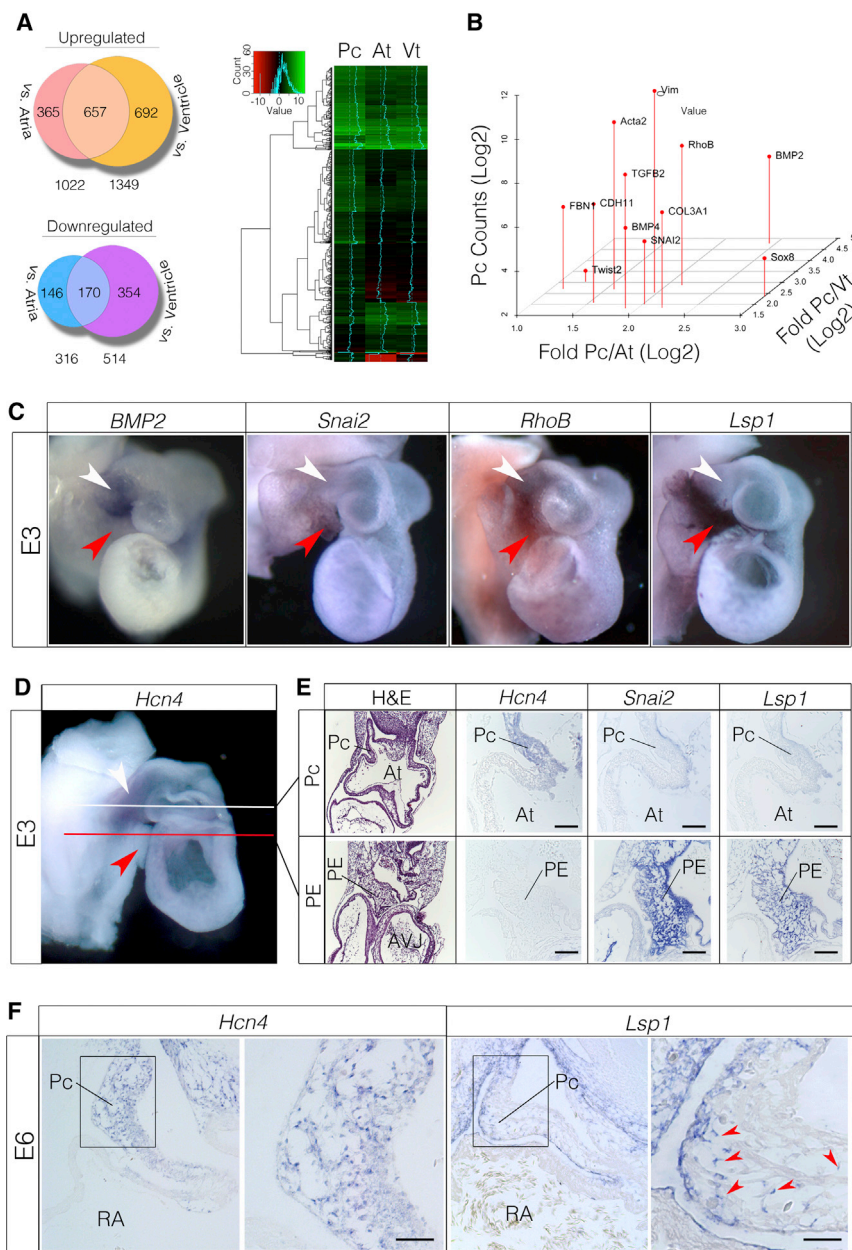 A
Upregulated
vs. Atria
365
657
692
vs. Ventricle
1022
1349
Downregulated
vs. Atria
146
170
354
vs. Ventricle
316
514
Count
0 30 60
-10 0 10
Value
Pc At Vt
B
Pc Counts (Log2)
2
4
6
8
10
12
Vim
Value
Acta2
RhoB
BMP2
TGFB2
FBN1
CDH11
COL3A1
BMP4
SNAI2
Twist2
Sox8
1.0 1.5 2.0 2.5 3.0
Fold Pc/At (Log2)
1.5
2.0
2.5
3.0
3.5
4.0
4.5
Fold Pc/Vt
(Log2)
C
BMP2 Snai2 RhoB Lsp1
E3
D
Hcn4
E3
E
H&E Hcn4 Snai2 Lsp1
Pc
Pc
At
Pc
At
Pc
At
Pc
At
PE
PE
PE
AVJ
PE
PE
PE
F
Hcn4 Lsp1
E6
Pc
RA
Pc
RA